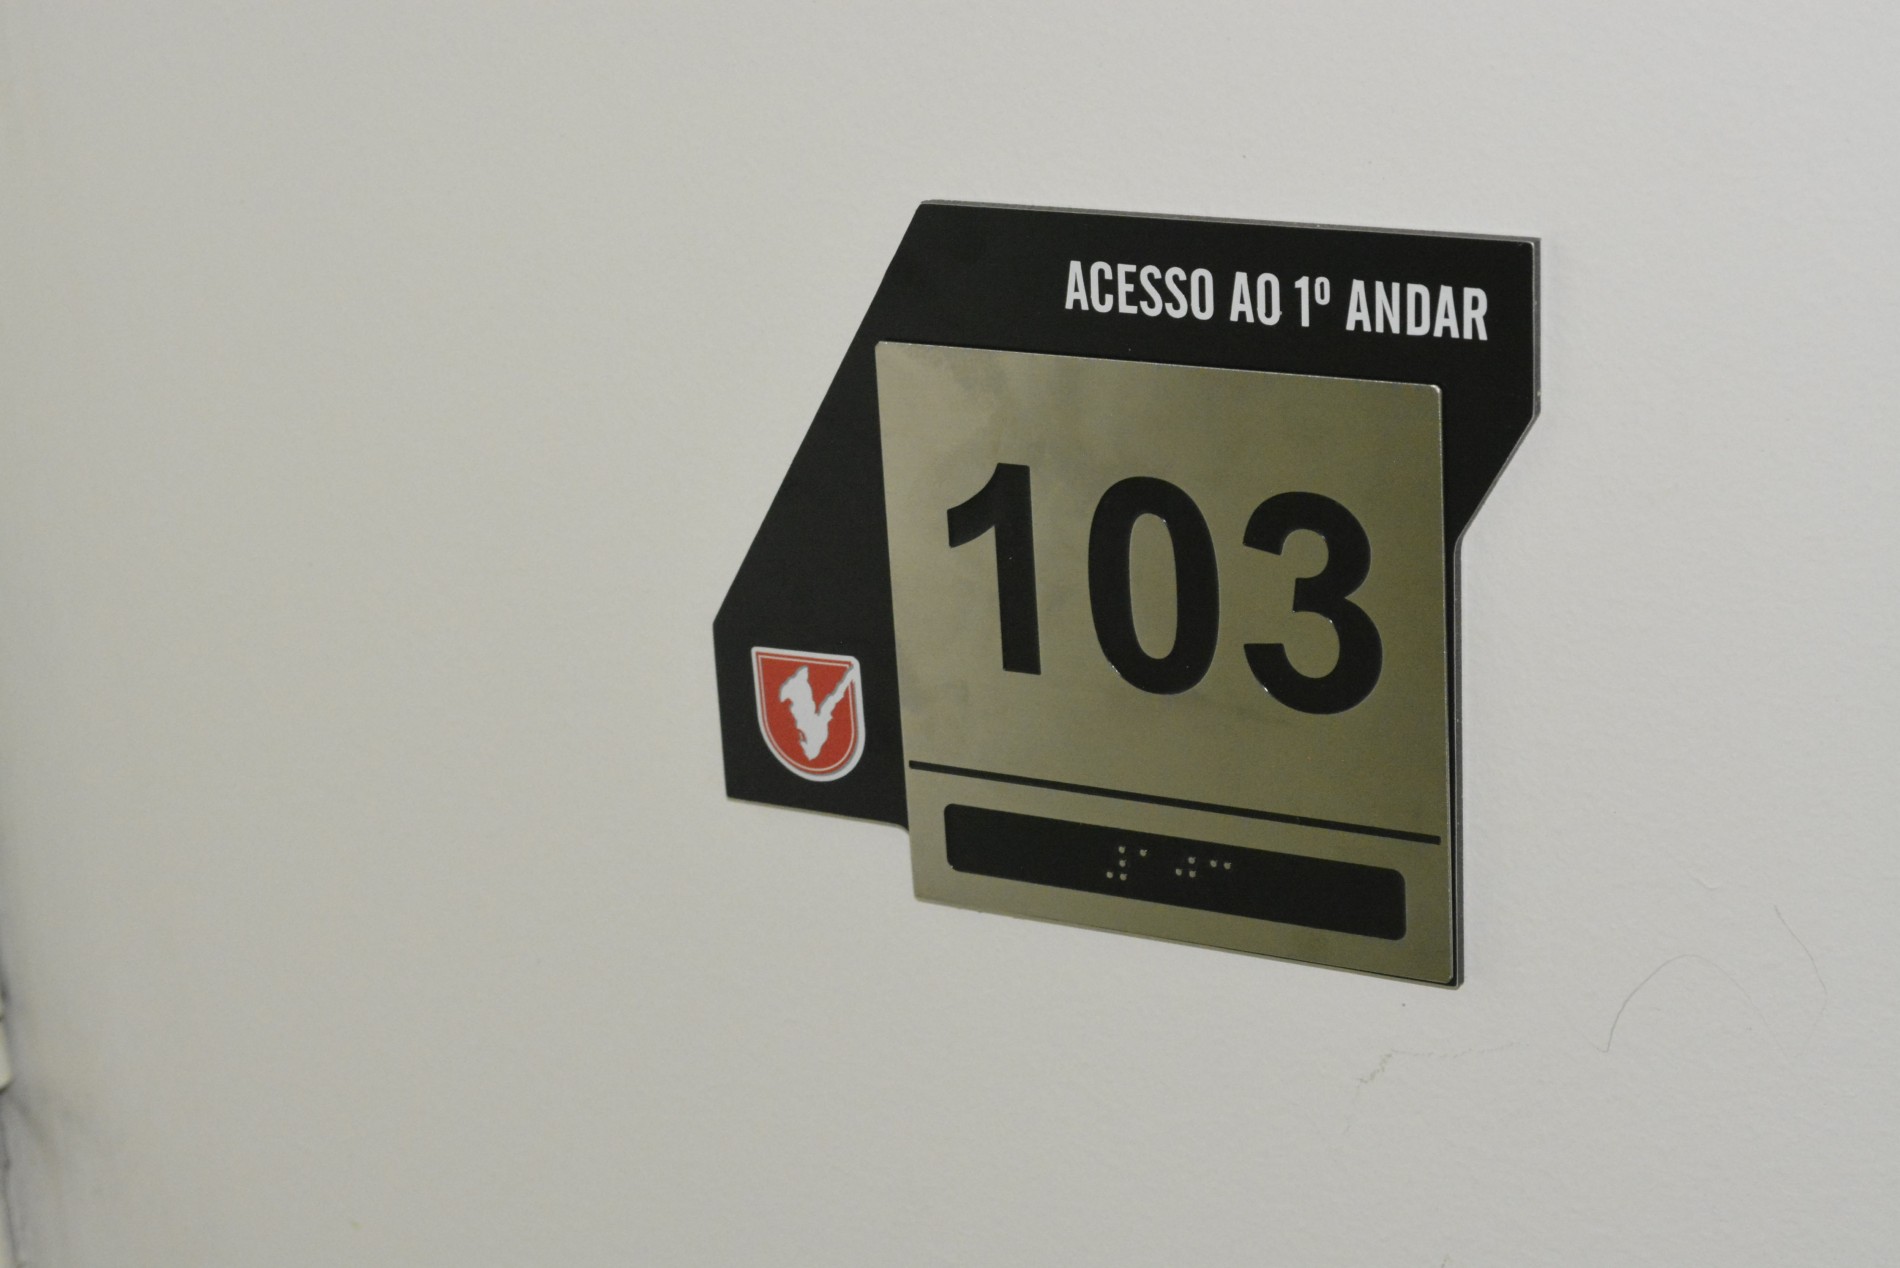 ACESSO AO 1º ANDAR
103
⠼⠁⠚⠉